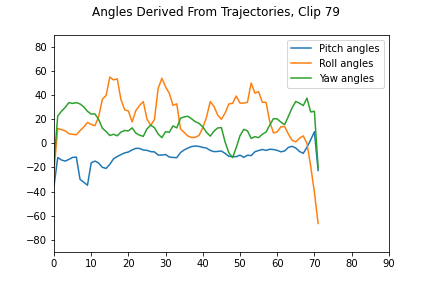 Angles Derived From Trajectories, Clip 79
Pitch angles
Roll angles
Yaw angles
80
60
40
20
0
−20
−40
−60
−80
0 10 20 30 40 50 60 70 80 90